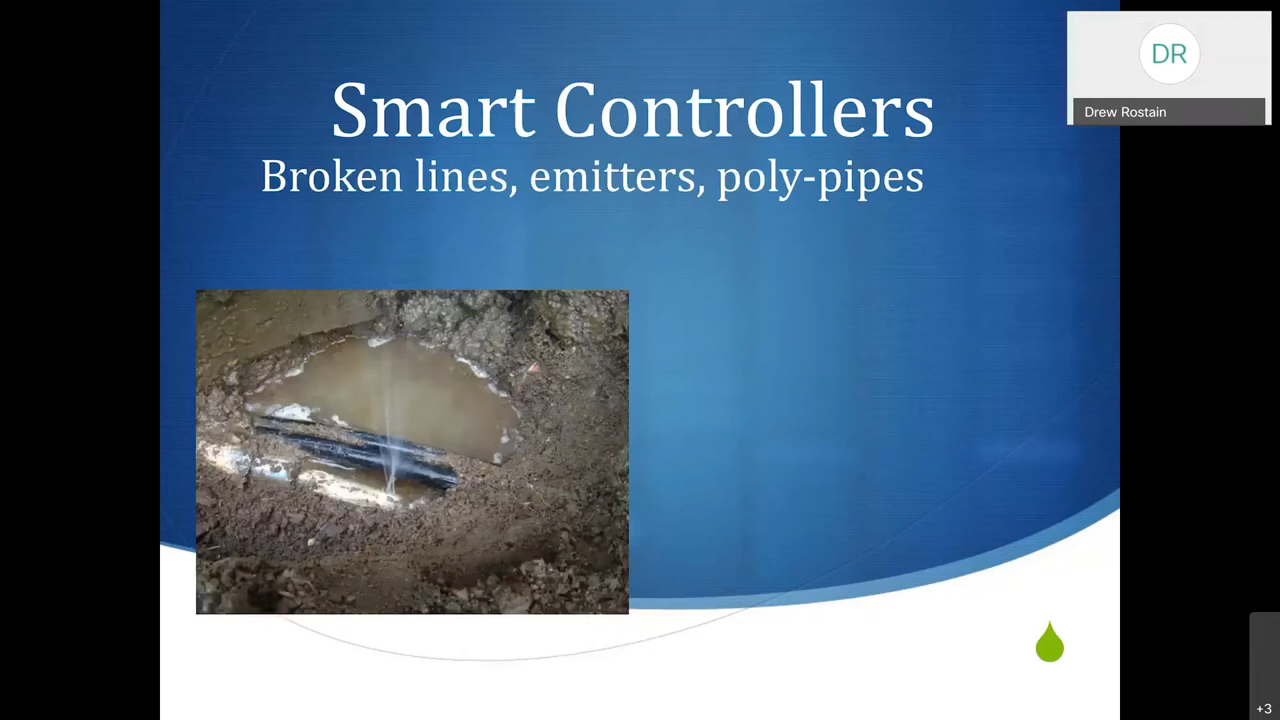 Smart Controllers
Broken lines, emitters, poly-pipes
DR
Drew Rostain
+3